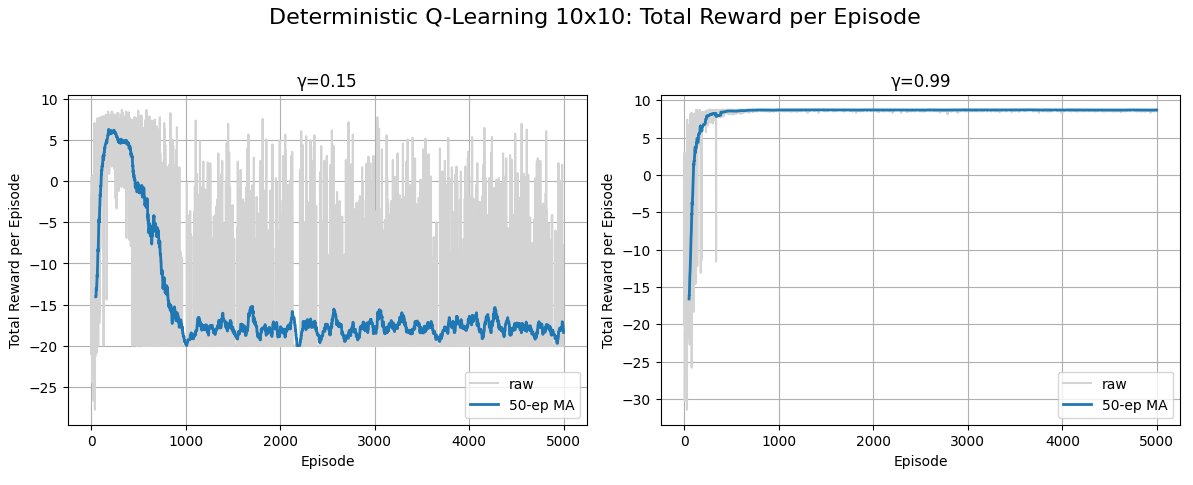 Deterministic Q-Learning 10x10: Total Reward per Episode
γ=0.15
Total Reward per Episode
10
5
0
−5
−10
−15
−20
−25
0
1000
2000
3000
4000
5000
Episode
raw
50-ep MA
γ=0.99
Total Reward per Episode
10
5
0
−5
−10
−15
−20
−25
−30
0
1000
2000
3000
4000
5000
Episode
raw
50-ep MA